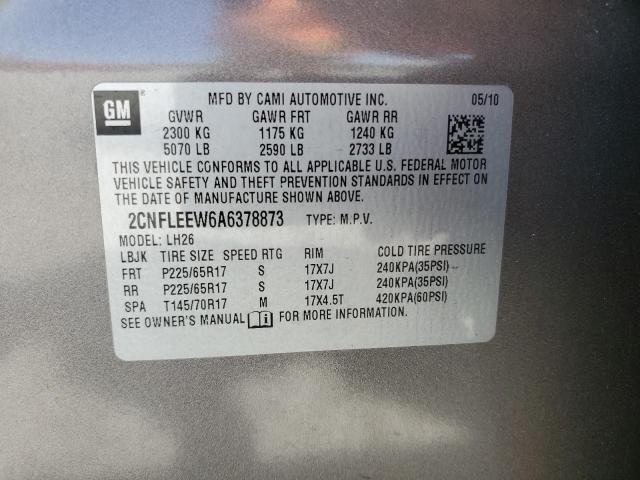 GM
MFD BY CAMI AUTOMOTIVE INC. 05/10
GVWR GAWR FRT GAWR RR
2300 KG 1175 KG 1240 KG
5070 LB 2590 LB 2733 LB
THIS VEHICLE CONFORMS TO ALL APPLICABLE U.S. FEDERAL MOTOR
VEHICLE SAFETY AND THEFT PREVENTION STANDARDS IN EFFECT ON
THE DATE OF MANUFACTURE SHOWN ABOVE.
2CNFLEEW6A6378873 TYPE: M.P.V.
MODEL: LH26
LBJK TIRE SIZE SPEED RTG RIM COLD TIRE PRESSURE
FRT P225/65R17 S 17X7J 240KPA(35PSI)
RR P225/65R17 S 17X7J 240KPA(35PSI)
SPA T145/70R17 M 17X4.5T 420KPA(60PSI)
SEE OWNER'S MANUAL FOR MORE INFORMATION.